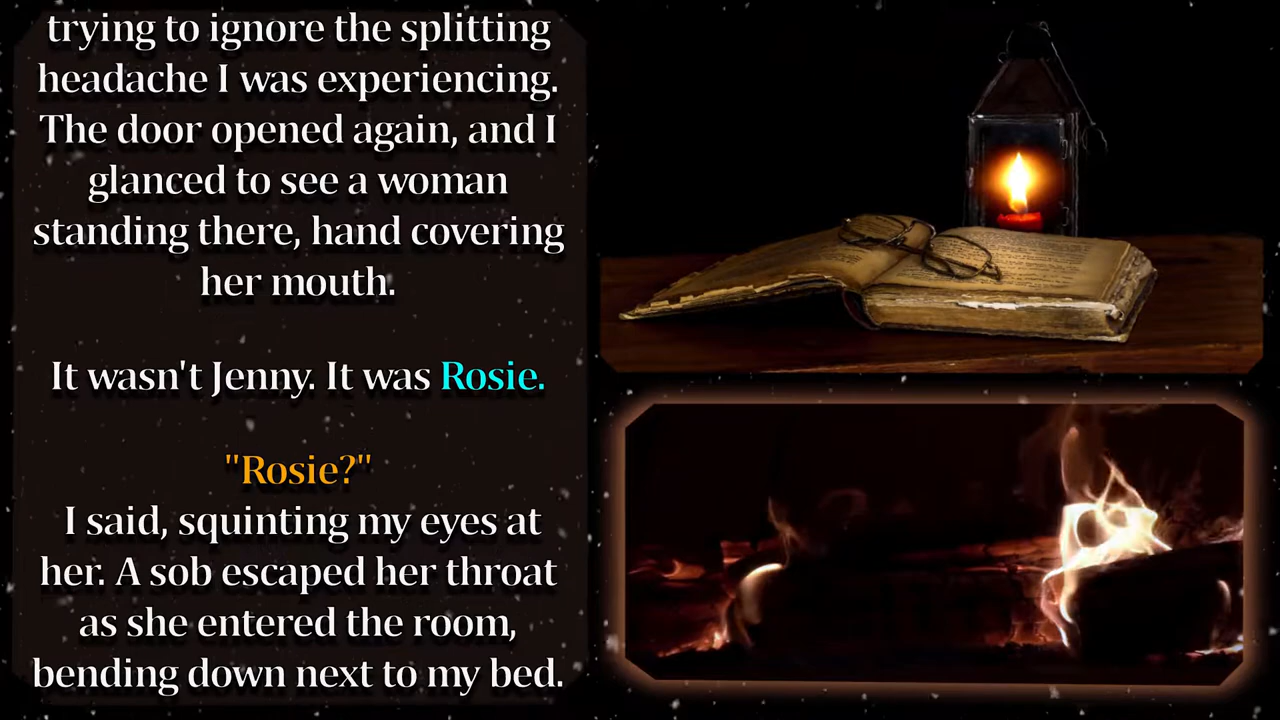 trying to ignore the splitting
headache I was experiencing.
The door opened again, and I
glanced to see a woman
standing there, hand covering
her mouth.
It wasn't Jenny. It was Rosie.
"Rosie?"
I said, squinting my eyes at
her. A sob escaped her throat
as she entered the room,
bending down next to my bed.